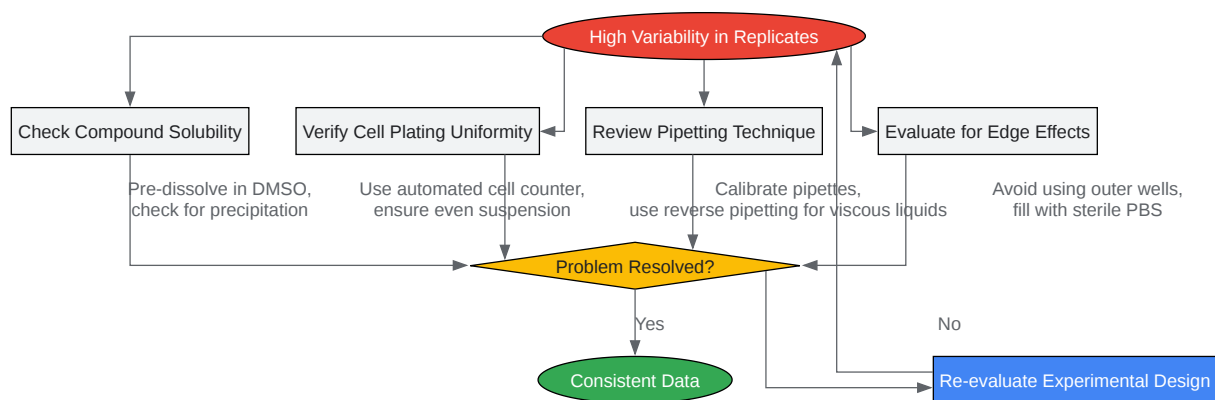 High Variability in Replicates
Check Compound Solubility
Verify Cell Plating Uniformity
Review Pipetting Technique
Evaluate for Edge Effects
Pre-dissolve in DMSO,
check for precipitation
Use automated cell counter,
ensure even suspension
Calibrate pipettes,
use reverse pipetting for viscous liquids
Avoid using outer wells,
fill with sterile PBS
Problem Resolved?
Yes
No
Consistent Data
Re-evaluate Experimental Design